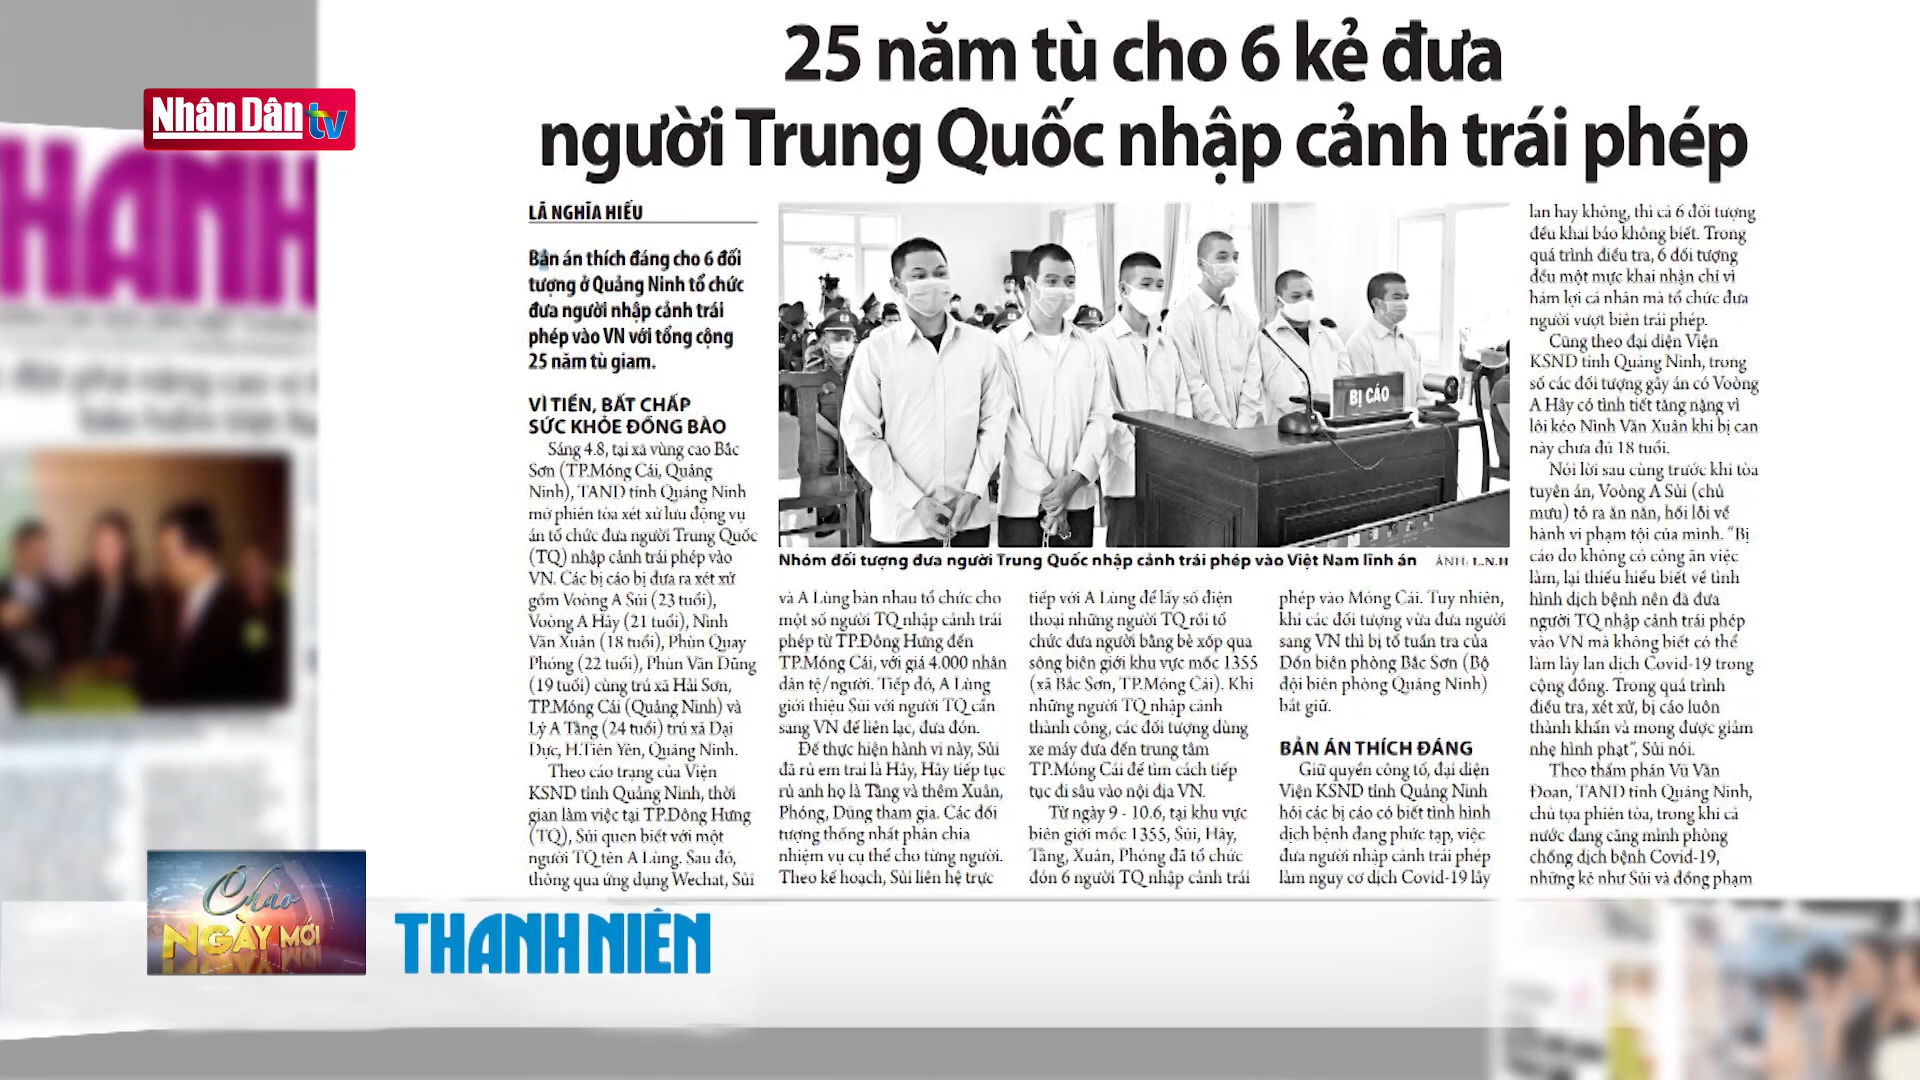 25 năm tù cho 6 kẻ đưa
người Trung Quốc nhập cảnh trái phép
Nhân Dân tv
LÃ NGHĨA HIẾU
Bản án thích đáng cho 6 đối
tượng ở Quảng Ninh tổ chức
đưa người nhập cảnh trái
phép vào VN với tổng cộng
25 năm tù giam.
VÌ TIỀN, BẤT CHẤP
SỨC KHỎE ĐỒNG BÀO
Sáng 4.8, tại xã vùng cao Bắc
Sơn (TP.Móng Cái, Quảng
Ninh), TAND tỉnh Quảng Ninh
mở phiên tòa xét xử lưu động vụ
án tổ chức đưa người Trung Quốc
(TQ) nhập cảnh trái phép vào
VN. Các bị cáo bị đưa ra xét xử
gồm Voòng A Sủi (23 tuổi),
Voòng A Hây (21 tuổi), Ninh
Văn Xuân (18 tuổi), Phùn Quay
Phóng (22 tuổi), Phùn Văn Dũng
(19 tuổi) cùng trú xã Hải Sơn,
TP.Móng Cái (Quảng Ninh) và
Lỷ A Tằng (24 tuổi) trú xã Đại
Dực, H.Tiên Yên, Quảng Ninh.
Theo cáo trạng của Viện
KSND tỉnh Quảng Ninh, thời
gian làm việc tại TP.Đông Hưng
(TQ), Sủi quen biết với một
người TQ tên A Lùng. Sau đó,
thông qua ứng dụng Wechat, Sủi
BỊ CÁO
Nhóm đối tượng đưa người Trung Quốc nhập cảnh trái phép vào Việt Nam lĩnh án ẢNH: L.N.H
và A Lùng bàn nhau tổ chức cho
một số người TQ nhập cảnh trái
phép từ TP.Đông Hưng đến
TP.Móng Cái, với giá 4.000 nhân
dân tệ/người. Tiếp đó, A Lùng
giới thiệu Sủi với người TQ cần
sang VN để liên lạc, đưa đón.
Để thực hiện hành vi này, Sủi
đã rủ em trai là Hây, Hây tiếp tục
rủ anh họ là Tằng và thêm Xuân,
Phóng, Dũng tham gia. Các đối
tượng thống nhất phân chia
nhiệm vụ cụ thể cho từng người.
Theo kế hoạch, Sủi liên hệ trực
tiếp với A Lùng để lấy số điện
thoại những người TQ rồi tổ
chức đưa người bằng bè xốp qua
sông biên giới khu vực mốc 1355
(xã Bắc Sơn, TP.Móng Cái). Khi
những người TQ nhập cảnh
thành công, các đối tượng dùng
xe máy đưa đến trung tâm
TP.Móng Cái để tìm cách tiếp
tục đi sâu vào nội địa VN.
Từ ngày 9 - 10.6, tại khu vực
biên giới mốc 1355, Sủi, Hây,
Tằng, Xuân, Phóng đã tổ chức
đón 6 người TQ nhập cảnh trái
phép vào Móng Cái. Tuy nhiên,
khi các đối tượng vừa đưa người
sang VN thì bị tổ tuần tra của
Đồn biên phòng Bắc Sơn (Bộ
đội biên phòng Quảng Ninh)
bắt giữ.
BẢN ÁN THÍCH ĐÁNG
Giữ quyền công tố, đại diện
Viện KSND tỉnh Quảng Ninh
hỏi các bị cáo có biết tình hình
dịch bệnh đang phức tạp, việc
đưa người nhập cảnh trái phép
làm nguy cơ dịch Covid-19 lây
lan hay không, thì cả 6 đối tượng
đều khai báo không biết. Trong
quá trình điều tra, 6 đối tượng
đều một mực khai nhận chỉ vì
hám lợi cá nhân mà tổ chức đưa
người vượt biên trái phép.
Cũng theo đại diện Viện
KSND tỉnh Quảng Ninh, trong
số các đối tượng gây án có Voòng
A Hây có tình tiết tăng nặng vì
lôi kéo Ninh Văn Xuân khi bị can
này chưa đủ 18 tuổi.
Nói lời sau cùng trước khi tòa
tuyên án, Voòng A Sủi (chủ
mưu) tỏ ra ăn năn, hối lỗi về
hành vi phạm tội của mình. “Bị
cáo do không có công ăn việc
làm, lại thiếu hiểu biết về tình
hình dịch bệnh nên đã đưa
người TQ nhập cảnh trái phép
vào VN mà không biết có thể
làm lây lan dịch Covid-19 trong
cộng đồng. Trong quá trình
điều tra, xét xử, bị cáo luôn
thành khẩn và mong được giảm
nhẹ hình phạt”, Sủi nói.
Theo thẩm phán Vũ Văn
Đoan, TAND tỉnh Quảng Ninh,
chủ tọa phiên tòa, trong khi cả
nước đang căng mình phòng
chống dịch bệnh Covid-19,
những kẻ như Sủi và đồng phạm
Chào
NGÀY MỚI
THANH NIÊN